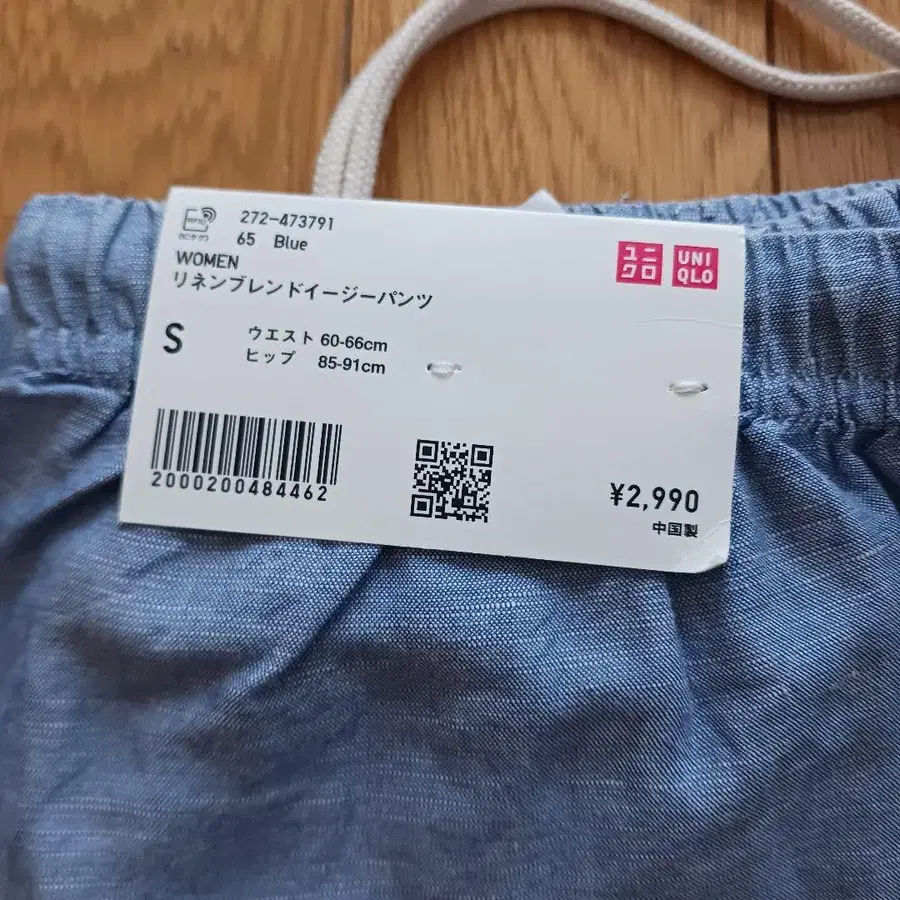 272-473791
65 Blue
WOMEN
リネンブレンドイージーパンツ
ユニクロ
UNIQLO
S
ウエスト 60-66cm
ヒップ 85-91cm
2000200484462
¥2,990
中国製